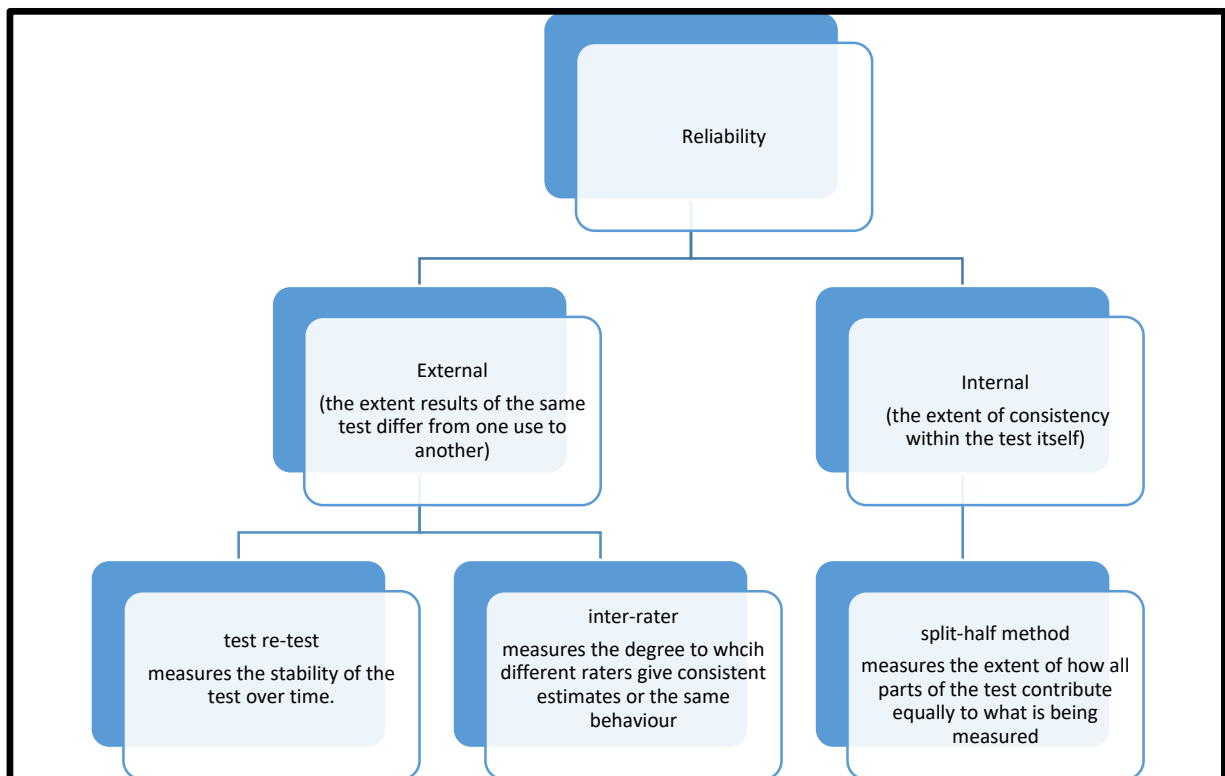 Reliability
External
(the extent results of the same
test differ from one use to
another)
Internal
(the extent of consistency
within the test itself)
test re-test
measures the stability of the
test over time.
inter-rater
measures the degree to whcih
different raters give consistent
estimates or the same
behaviour
split-half method
measures the extent of how all
parts of the test contribute
equally to what is being
measured